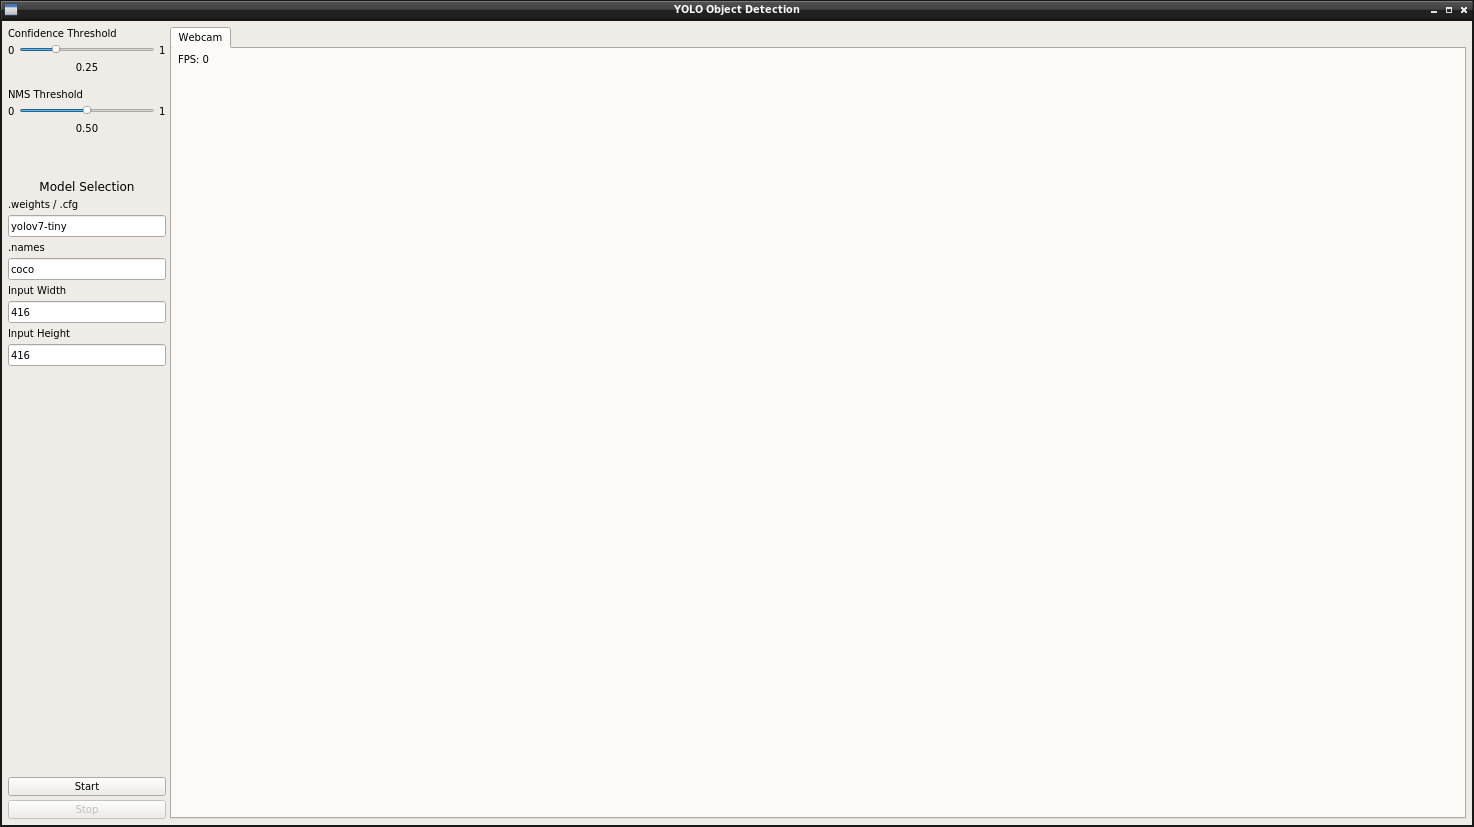 YOLO Object Detection
Confidence Threshold
0 1
0.25
NMS Threshold
0 1
0.50
Model Selection
.weights / .cfg
yolov7-tiny
.names
coco
Input Width
416
Input Height
416
Start
Stop
Webcam
FPS: 0